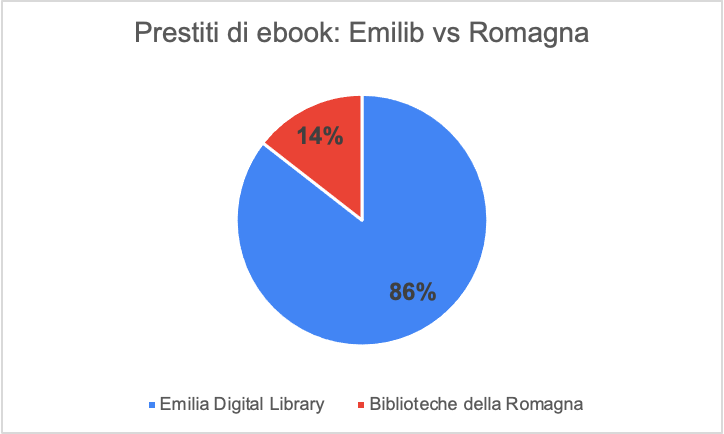 Prestiti di ebook: Emilib vs Romagna
14%
86%
Emilia Digital Library
Biblioteche della Romagna